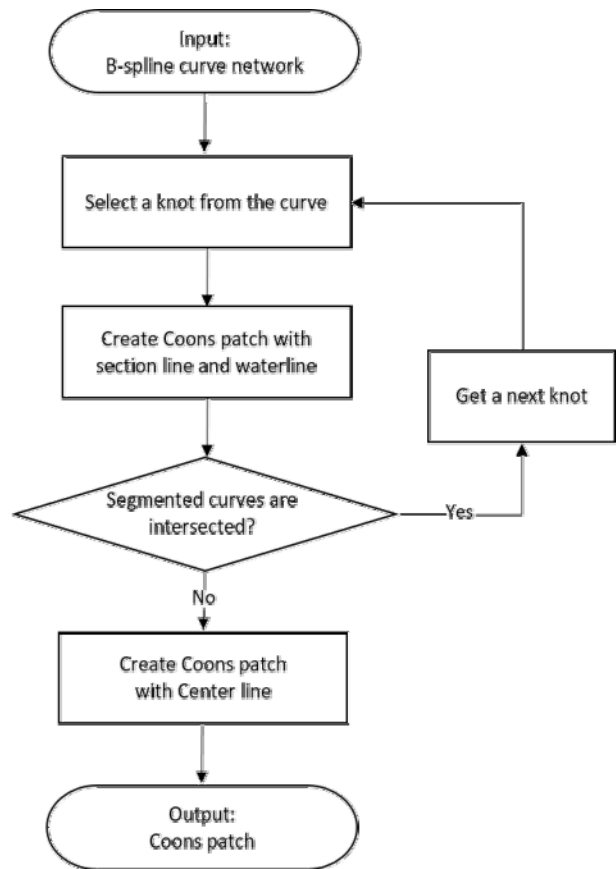 Input:
B-spline curve network
Select a knot from the curve
Create Coons patch with
section line and waterline
Get a next knot
Segmented curves are
intersected?
Yes
No
Create Coons patch
with Center line
Output:
Coons patch